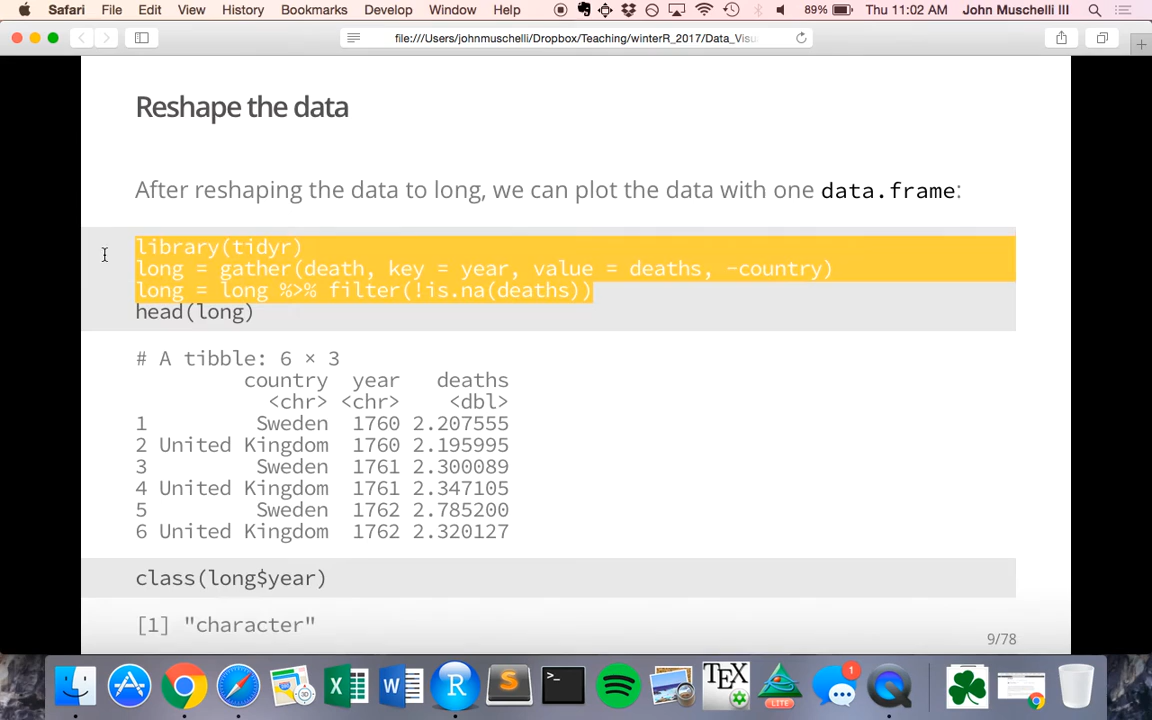 Safari File Edit View History Bookmarks Develop Window Help 89% Thu 11:02 AM John Muschelli III
file:///Users/johnmuschelli/Dropbox/Teaching/winterR_2017/Data_Visu
Reshape the data
After reshaping the data to long, we can plot the data with one data.frame:
library(tidyr)
long = gather(death, key = year, value = deaths, -country)
long = long %>% filter(!is.na(deaths))
head(long)
# A tibble: 6 × 3
country year deaths
<chr> <chr> <dbl>
1 Sweden 1760 2.207555
2 United Kingdom 1760 2.195995
3 Sweden 1761 2.300089
4 United Kingdom 1761 2.347105
5 Sweden 1762 2.785200
6 United Kingdom 1762 2.320127
class(long$year)
[1] "character"
9/78
3D X W R S >_ TEX LITE 1